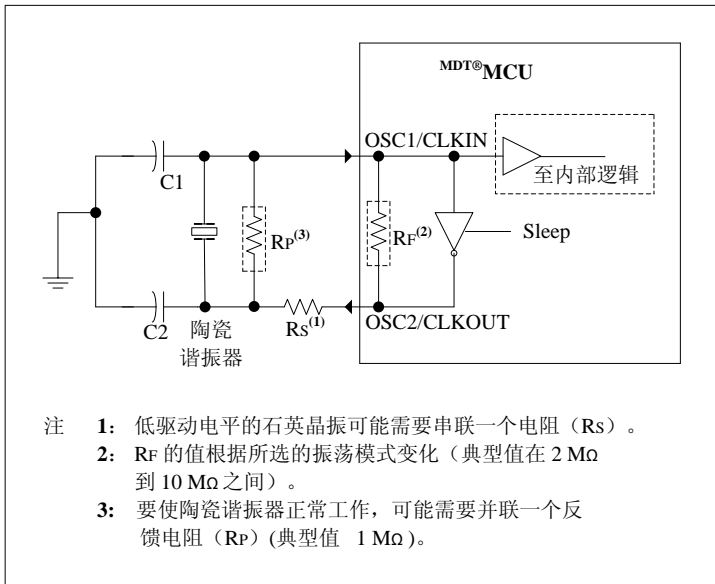 MDT®MCU
OSC1/CLKIN
至内部逻辑
C1
RP(3)
RF(2)
Sleep
C2
陶瓷
谐振器
RS(1)
OSC2/CLKOUT
注 1： 低驱动电平的石英晶振可能需要串联一个电阻（RS）。
2： RF 的值根据所选的振荡模式变化（典型值在 2 MΩ
到 10 MΩ 之间）。
3: 要使陶瓷谐振器正常工作，可能需要并联一个反
馈电阻（RP）(典型值 1 MΩ )。